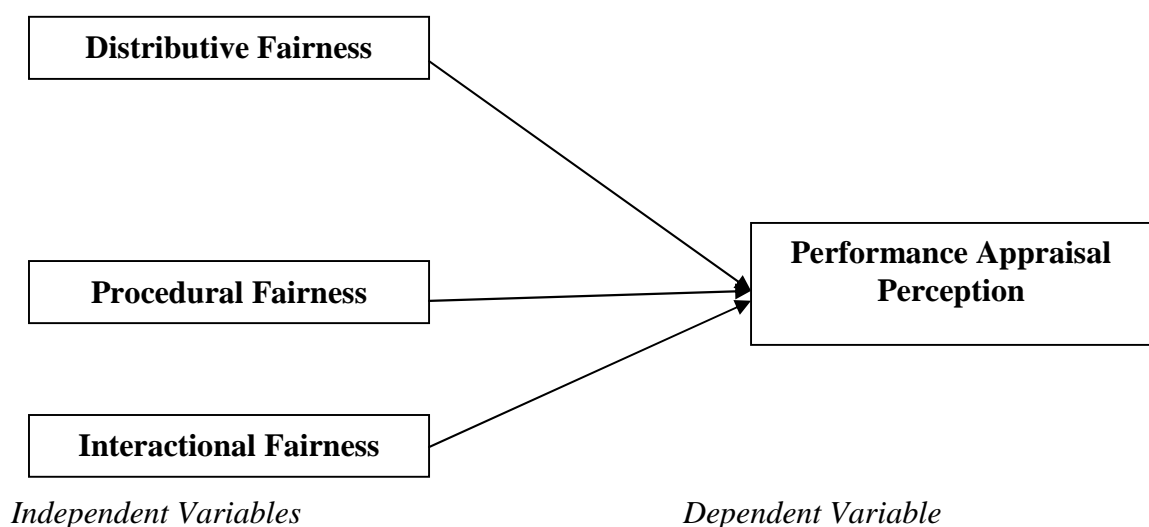 Distributive Fairness
Procedural Fairness
Interactional Fairness
Performance Appraisal
Perception
Independent Variables
Dependent Variable